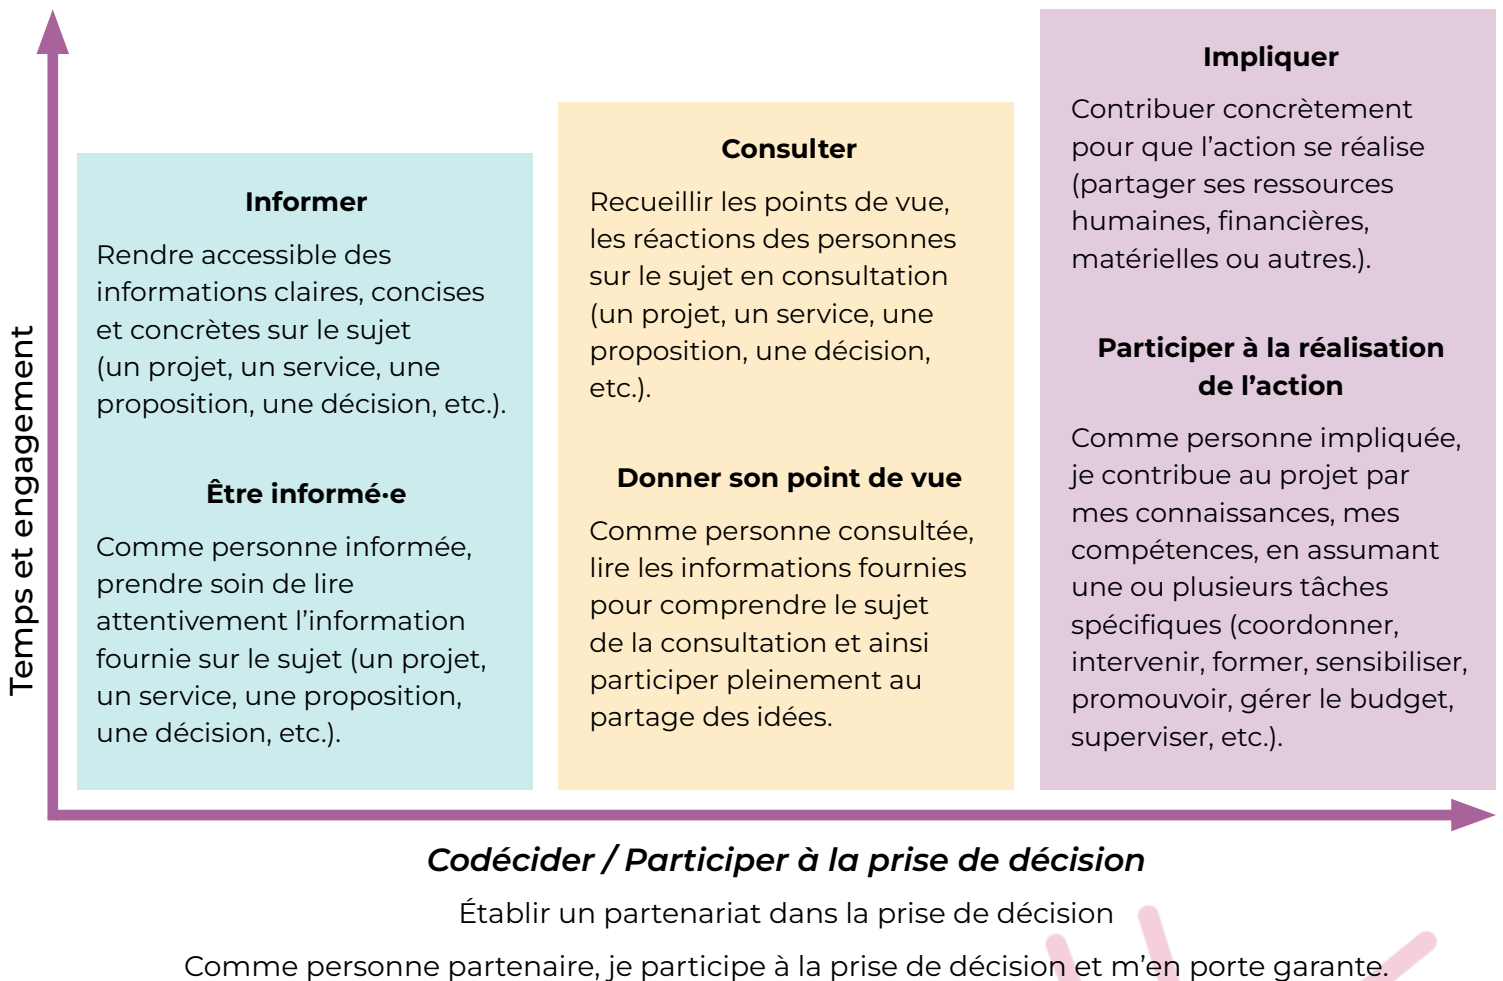 Temps et engagement
Informer
Rendre accessible des
informations claires, concises
et concrètes sur le sujet
(un projet, un service, une
proposition, une décision, etc.).
Être informé·e
Comme personne informée,
prendre soin de lire
attentivement l’information
fournie sur le sujet (un projet,
un service, une proposition,
une décision, etc.).
Consulter
Recueillir les points de vue,
les réactions des personnes
sur le sujet en consultation
(un projet, un service, une
proposition, une décision,
etc.).
Donner son point de vue
Comme personne consultée,
lire les informations fournies
pour comprendre le sujet
de la consultation et ainsi
participer pleinement au
partage des idées.
Impliquer
Contribuer concrètement
pour que l’action se réalise
(partager ses ressources
humaines, financières,
matérielles ou autres.).
Participer à la réalisation
de l’action
Comme personne impliquée,
je contribue au projet par
mes connaissances, mes
compétences, en assumant
une ou plusieurs tâches
spécifiques (coordonner,
intervenir, former, sensibiliser,
promouvoir, gérer le budget,
superviser, etc.).
Codécider / Participer à la prise de décision
Établir un partenariat dans la prise de décision
Comme personne partenaire, je participe à la prise de décision et m’en porte garante.